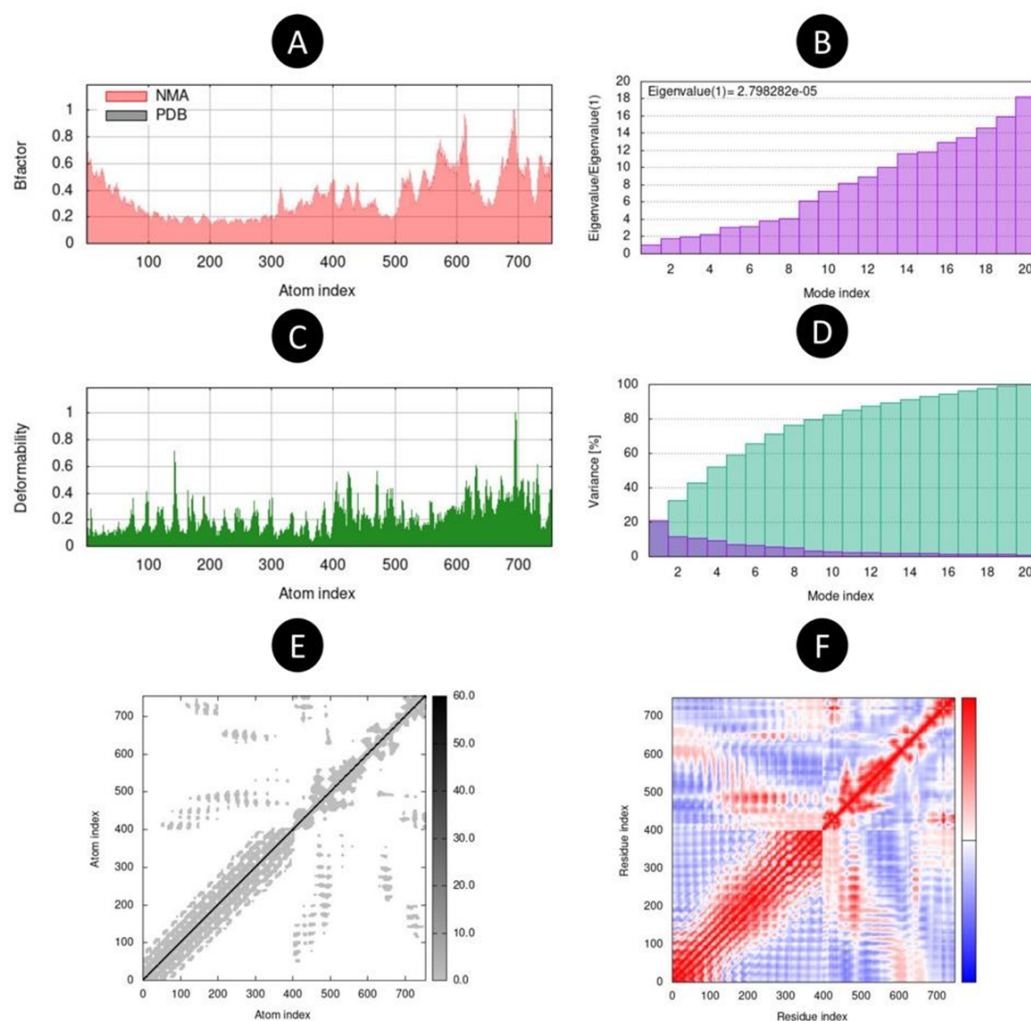 A
NMA
PDB
1
0.8
0.6
0.4
0.2
0
Bfactor
100 200 300 400 500 600 700
Atom index
B
Eigenvalue(1)= 2.798282e-05
20
18
16
14
12
10
8
6
4
2
0
Eigenvalue/Eigenvalue(1)
2 4 6 8 10 12 14 16 18 20
Mode index
C
1
0.8
0.6
0.4
0.2
0
Deformability
100 200 300 400 500 600 700
Atom index
D
100
80
60
40
20
0
Variance [%]
2 4 6 8 10 12 14 16 18 20
Mode index
E
700
600
500
400
300
200
100
0
Atom index
0 100 200 300 400 500 600 700
Atom index
60.0
50.0
40.0
30.0
20.0
10.0
0.0
F
700
600
500
400
300
200
100
0
Residue index
0 100 200 300 400 500 600 700
Residue index